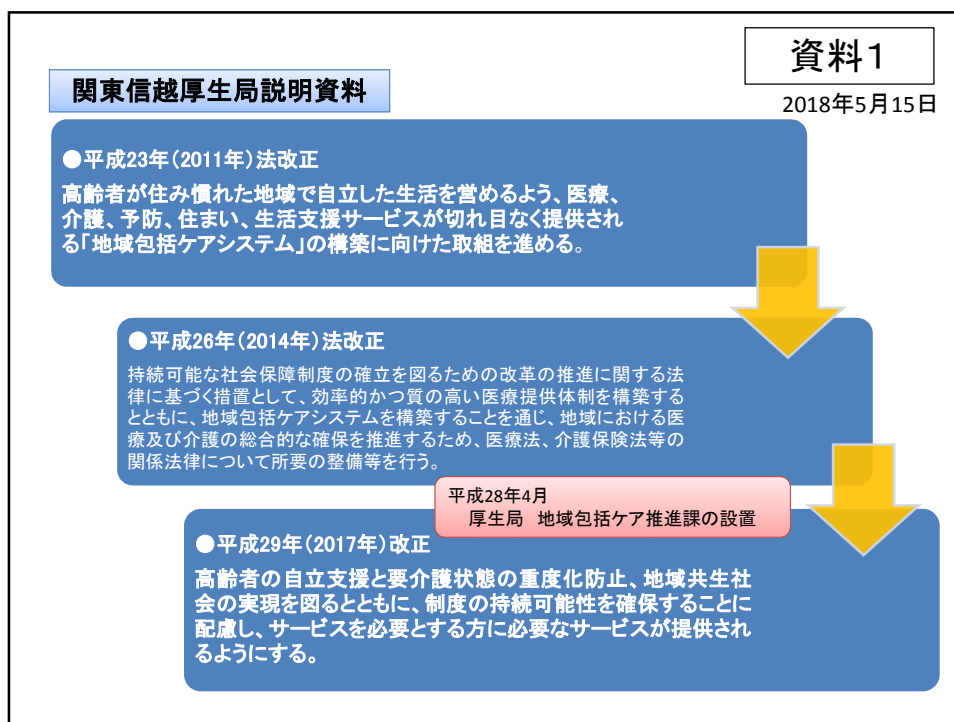 資料1
関東信越厚生局説明資料
2018年5月15日
●平成23年（2011年）法改正
高齢者が住み慣れた地域で自立した生活を営めるよう、医療、
介護、予防、住まい、生活支援サービスが切れ目なく提供され
る「地域包括ケアシステム」の構築に向けた取組を進める。
●平成26年（2014年）法改正
持続可能な社会保障制度の確立を図るための改革の推進に関する法
律に基づく措置として、効率的かつ質の高い医療提供体制を構築する
とともに、地域包括ケアシステムを構築することを通じ、地域における医
療及び介護の総合的な確保を推進するため、医療法、介護保険法等の
関係法律について所要の整備等を行う。
平成28年4月
厚生局　地域包括ケア推進課の設置
●平成29年（2017年）改正
高齢者の自立支援と要介護状態の重度化防止、地域共生社
会の実現を図るとともに、制度の持続可能性を確保することに
配慮し、サービスを必要とする方に必要なサービスが提供され
るようにする。